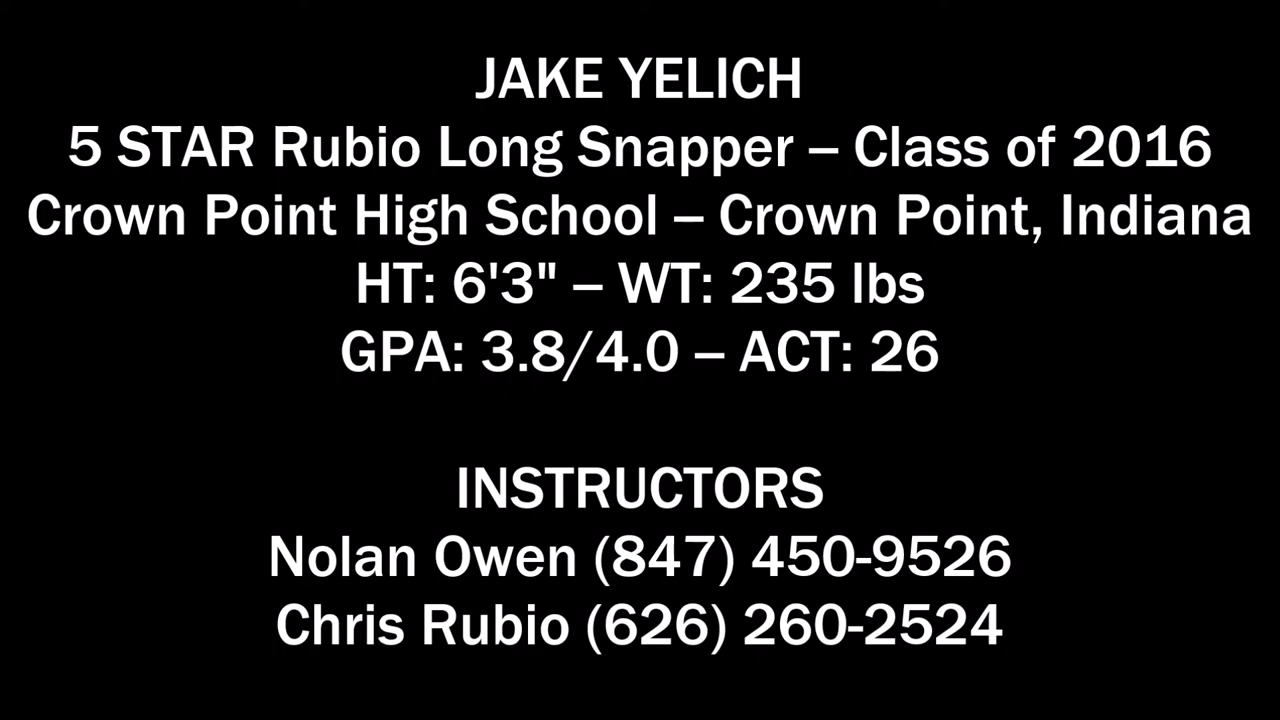 JAKE YELICH
5 STAR Rubio Long Snapper – Class of 2016
Crown Point High School – Crown Point, Indiana
HT: 6'3" – WT: 235 lbs
GPA: 3.8/4.0 – ACT: 26
INSTRUCTORS
Nolan Owen (847) 450-9526
Chris Rubio (626) 260-2524